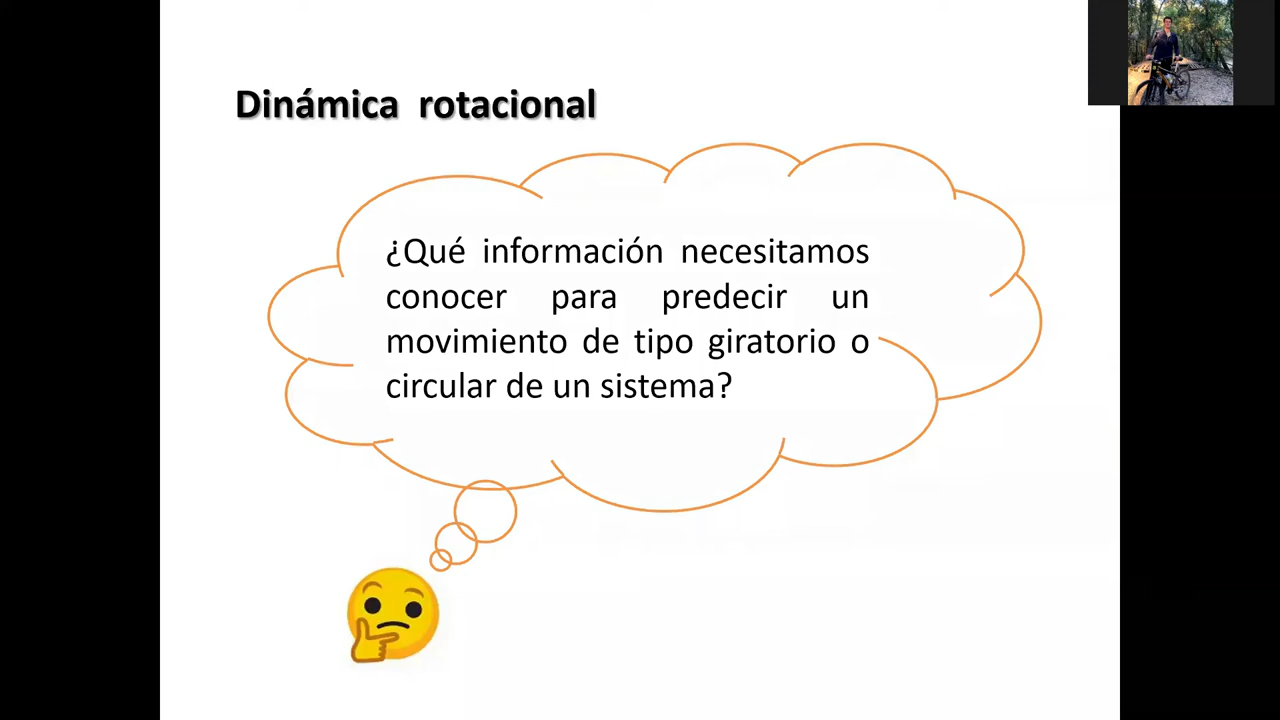 Dinámica rotacional
¿Qué información necesitamos
conocer para predecir un
movimiento de tipo giratorio o
circular de un sistema?